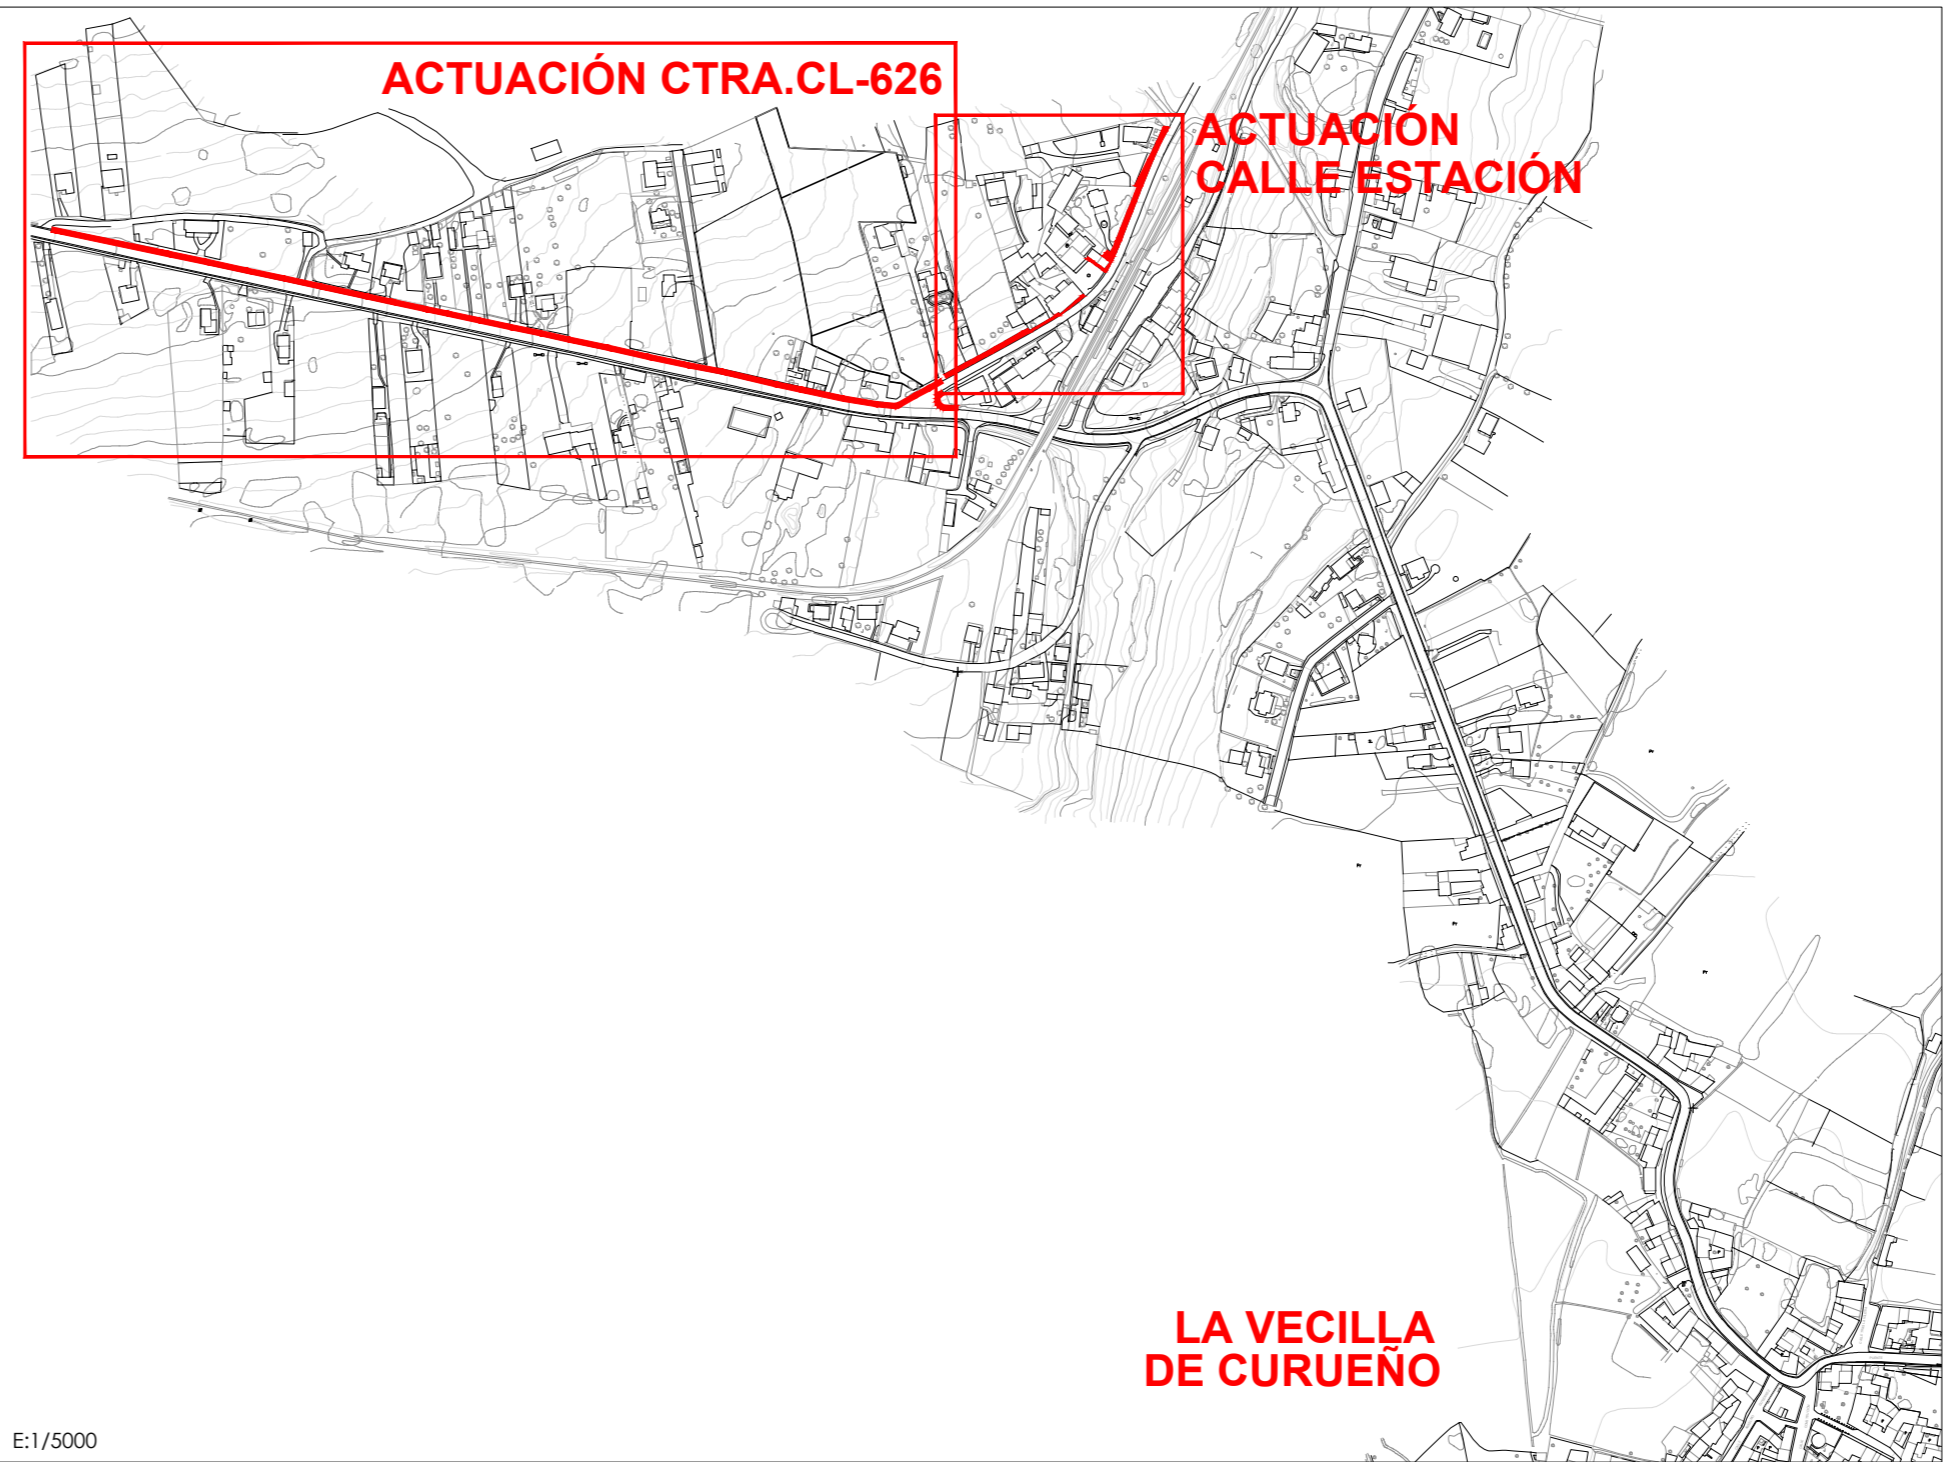 ACTUACIÓN CTRA.CL-626
ACTUACIÓN
CALLE ESTACIÓN
LA VECILLA
DE CURUEÑO
E:1/5000